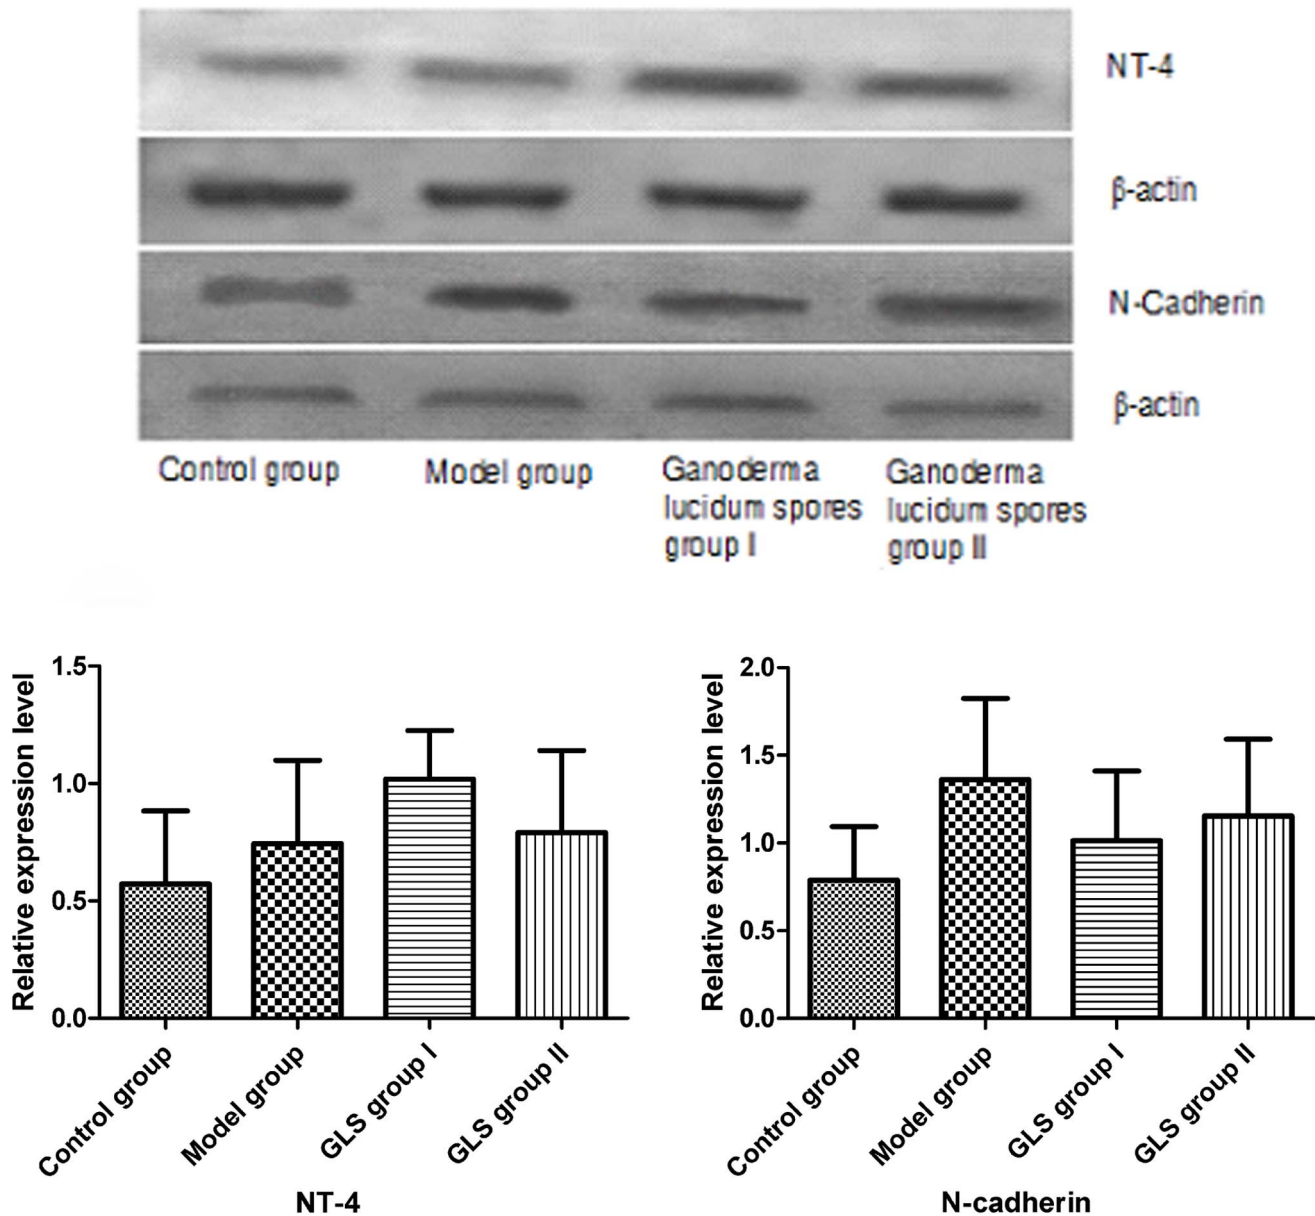 NT-4
β-actin
N-Cadherin
β-actin
Control group
Model group
Ganoderma
lucidum spores
group I
Ganoderma
lucidum spores
group II
Relative expression level
1.5
1.0
0.5
0.0
Control group
Model group
GLS group I
GLS group II
NT-4
Relative expression level
2.0
1.5
1.0
0.5
0.0
Control group
Model group
GLS group I
GLS group II
N-cadherin